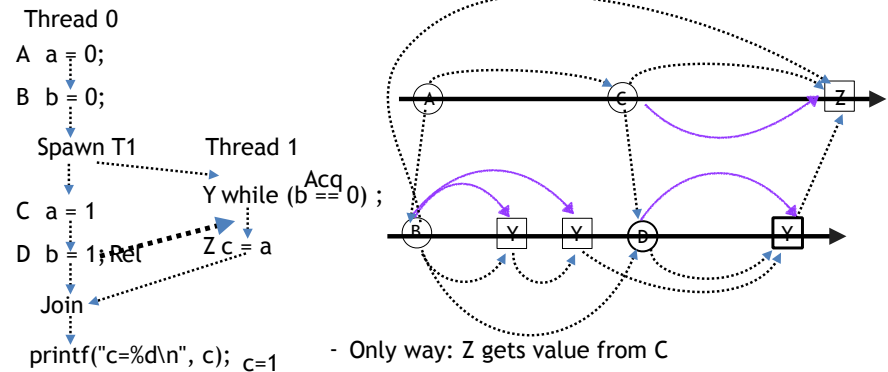 Thread 0
A a = 0;
B b = 0;
Spawn T1
Thread 1
Acq
Y while (b == 0) ;
C a = 1
D b = 1; Rel
Z c = a
Join
printf("c=%d\n", c); c=1
A C Z
B Y Y D Y
- Only way: Z gets value from C